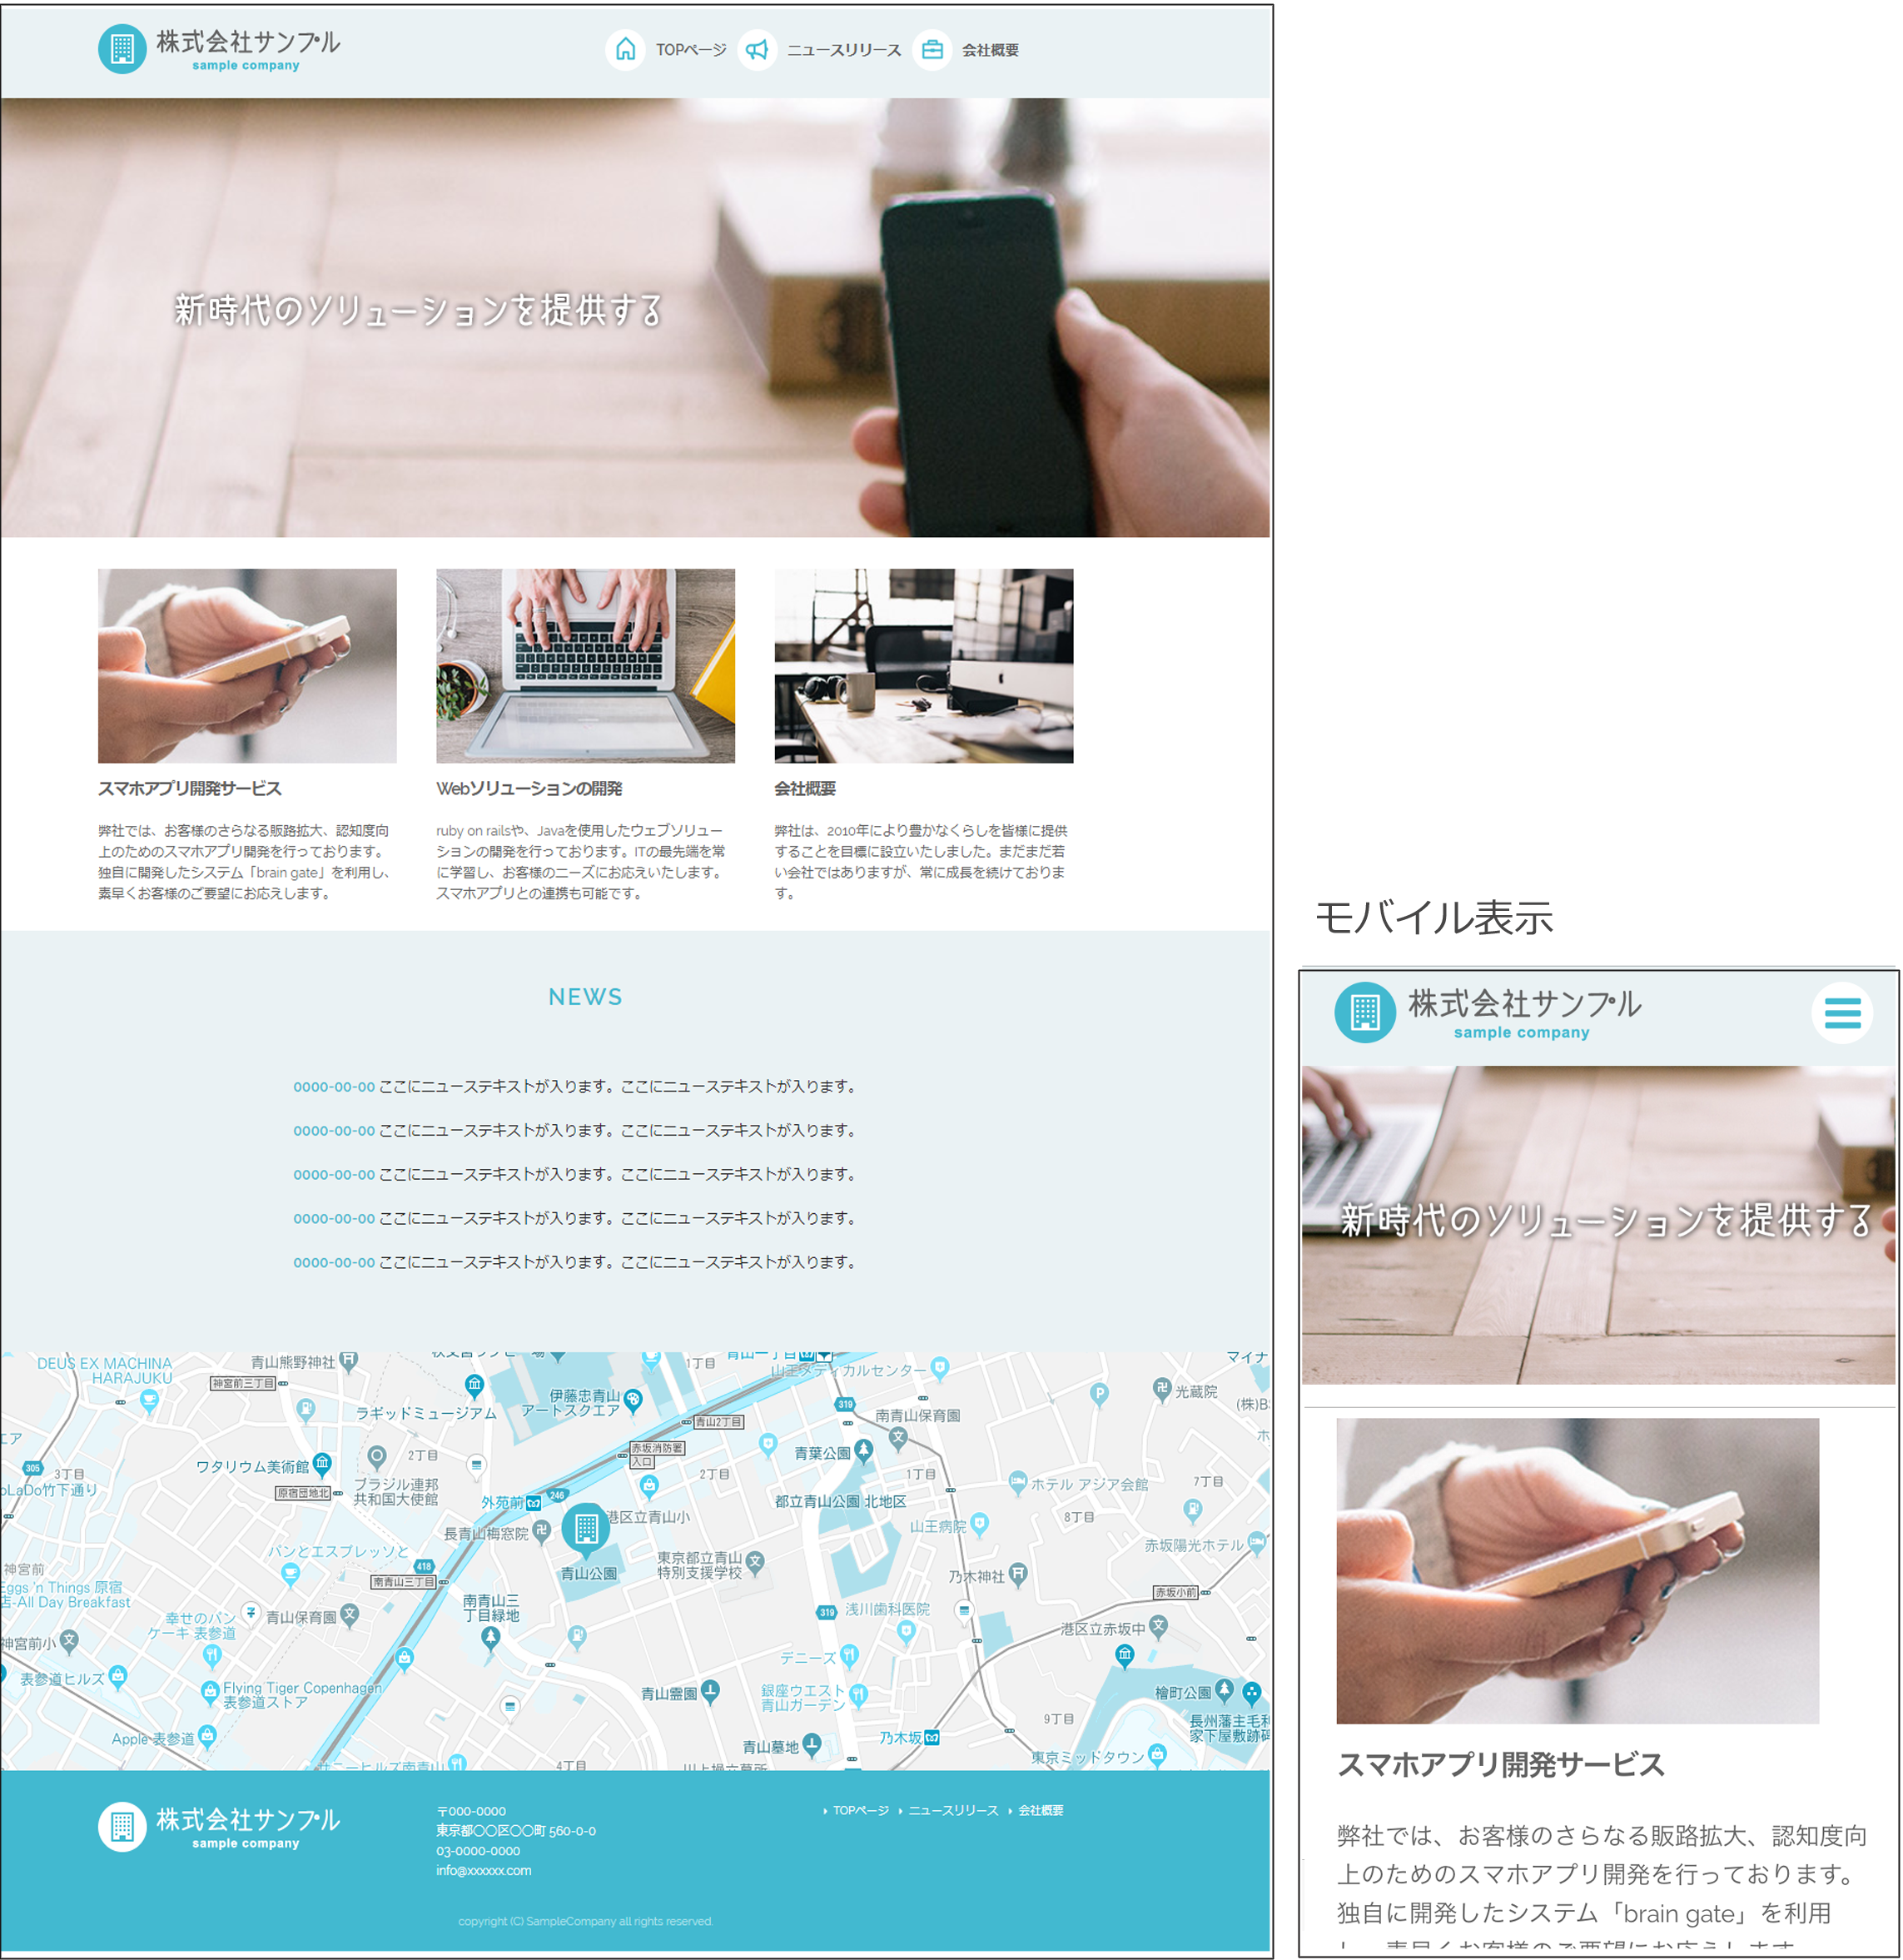 株式会社サンプル
sample company
TOPページ
ニュースリリース
会社概要
新時代のソリューションを提供する
スマホアプリ開発サービス
弊社では、お客様のさらなる販路拡大、認知度向
上のためのスマホアプリ開発を行っております。
独自に開発したシステム「brain gate」を利用し、
素早くお客様のご要望にお応えします。
Webソリューションの開発
ruby on railsや、Javaを使用したウェブソリュー
ションの開発を行っております。ITの最先端を常
に学習し、お客様のニーズにお応えいたします。
スマホアプリとの連携も可能です。
会社概要
弊社は、2010年により豊かなくらしを皆様に提供
することを目標に設立いたしました。まだまだ若
い会社ではありますが、常に成長を続けておりま
す。
NEWS
0000-00-00 ここにニューステキストが入ります。ここにニューステキストが入ります。
0000-00-00 ここにニューステキストが入ります。ここにニューステキストが入ります。
0000-00-00 ここにニューステキストが入ります。ここにニューステキストが入ります。
0000-00-00 ここにニューステキストが入ります。ここにニューステキストが入ります。
0000-00-00 ここにニューステキストが入ります。ここにニューステキストが入ります。
DEUS EX MACHINA
HARAJUKU
青山熊野神社
神宮前三丁目
ラギッドミュージアム
伊藤忠青山
アートスクエア
1丁目
山王メディカルセンター
マイナ
光蔵院
(株)B
319
南青山保育園
青山2丁目
赤坂消防署
入口
青葉公園
2丁目
1丁目
ホテル アジア会館
7丁目
305
3丁目
oLaDo竹下通り
ワタリウム美術館
2丁目
ブラジル連邦
共和国大使館
原宿団地北
外苑前
246
港区立青山小
都立青山公園 北地区
山王病院
8丁目
赤坂陽光ホテル
長青山梅窓院
パンとエスプレッソと
418
南青山三丁目
青山公園
東京都立青山
特別支援学校
乃木神社
赤坂小前
神宮前
Eggs 'n Things 原宿
店-All Day Breakfast
幸せのパン
ケーキ 表参道
青山保育園
南青山三
丁目緑地
319
浅川歯科医院
港区立赤坂中
神宮前小
表参道ヒルズ
Flying Tiger Copenhagen
表参道ストア
デニーズ
青山霊園
銀座ウエスト
青山ガーデン
檜町公園
長州藩主毛利
家下屋敷跡碑
9丁目
Apple 表参道
青山墓地
乃木坂
東京ミッドタウン
サニーヒルズ南青山
4丁目
株式会社サンプル
sample company
〒000-0000
東京都〇〇区〇〇町 560-0-0
03-0000-0000
info@xxxxxx.com
TOPページ
ニュースリリース
会社概要
copyright (C) SampleCompany all rights reserved.
モバイル表示
株式会社サンプル
sample company
新時代のソリューションを提供する
スマホアプリ開発サービス
弊社では、お客様のさらなる販路拡大、認知度向
上のためのスマホアプリ開発を行っております。
独自に開発したシステム「brain gate」を利用
し、素早くお客様のご要望にお応えします。